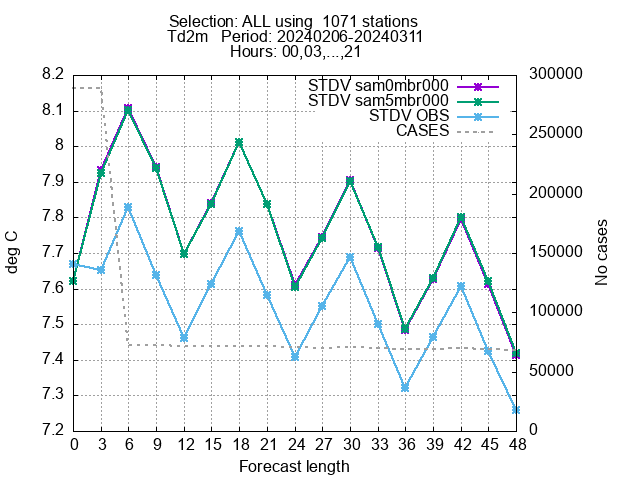 Selection: ALL using  1071 stations
Td2m   Period: 20240206-20240311
Hours: 00,03,...,21
STDV sam0mbr000
STDV sam5mbr000
STDV OBS
CASES
deg C
8.2
8.1
8
7.9
7.8
7.7
7.6
7.5
7.4
7.3
7.2
300000
250000
200000
150000
100000
50000
0
No cases
0 3 6 9 12 15 18 21 24 27 30 33 36 39 42 45 48
Forecast length